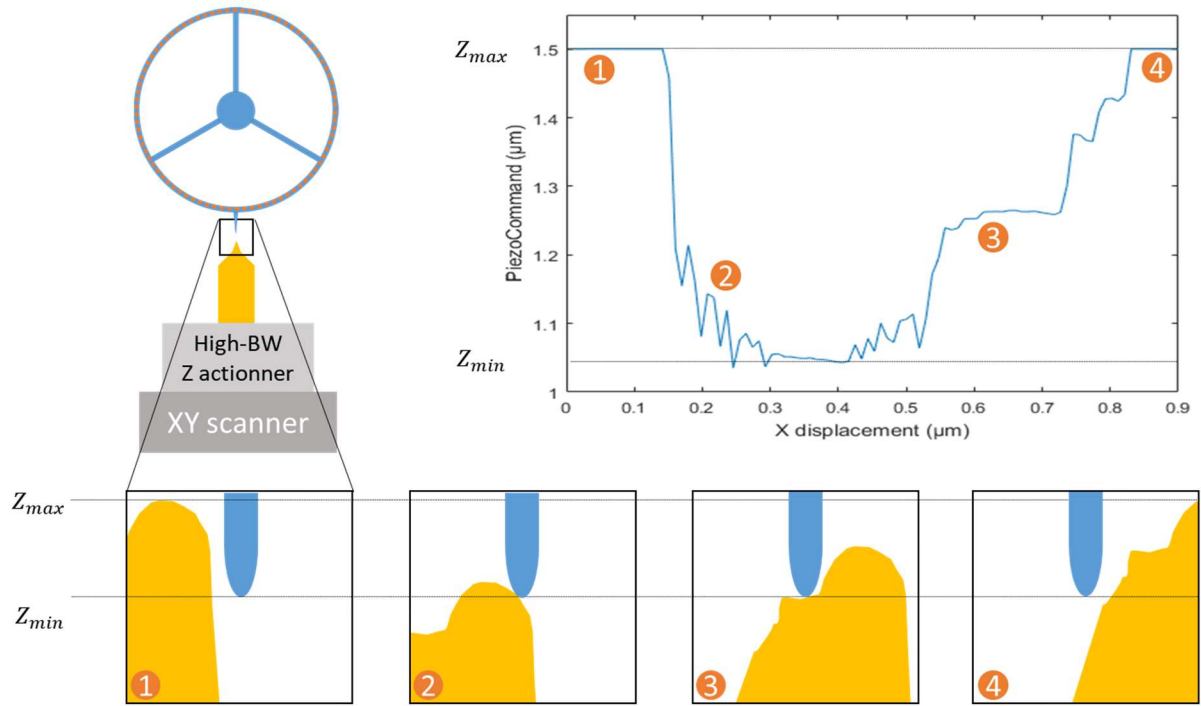 High-BW
Z actionner
XY scanner
Z_max
Z_min
PiezoCommand (µm)
1.5
1.4
1.3
1.2
1.1
1
0
0.1
0.2
0.3
0.4
0.5
0.6
0.7
0.8
0.9
X displacement (µm)
1
2
3
4
Z_max
Z_min
1
2
3
4